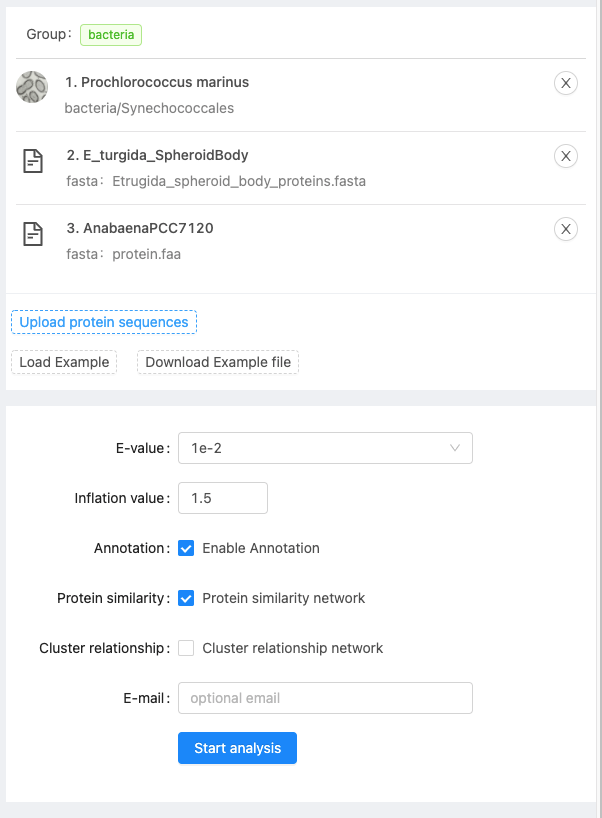 Group: bacteria
1. Prochlorococcus marinus
bacteria/Synechococcales
X
2. E_turgida_SpheroidBody
fasta: Etrugida_spheroid_body_proteins.fasta
X
3. AnabaenaPCC7120
fasta: protein.faa
X
Upload protein sequences
Load Example Download Example file
E-value: 1e-2
Inflation value: 1.5
Annotation: Enable Annotation
Protein similarity: Protein similarity network
Cluster relationship: Cluster relationship network
E-mail: optional email
Start analysis